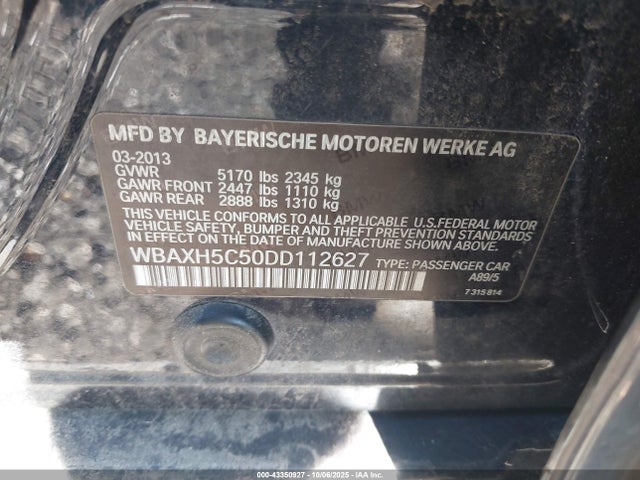 MFD BY BAYERISCHE MOTOREN WERKE AG
03-2013
GVWR 5170 lbs 2345 kg
GAWR FRONT 2447 lbs 1110 kg
GAWR REAR 2888 lbs 1310 kg
THIS VEHICLE CONFORMS TO ALL APPLICABLE U.S.FEDERAL MOTOR
VEHICLE SAFETY, BUMPER AND THEFT PREVENTION STANDARDS IN
EFFECT ON THE DATE OF MANUFACTURE SHOWN ABOVE.
WBAXH5C50DD112627 TYPE: PASSENGER CAR
A89/5
7 315 814
000-43350927 - 10/06/2025 - Copart, Inc.